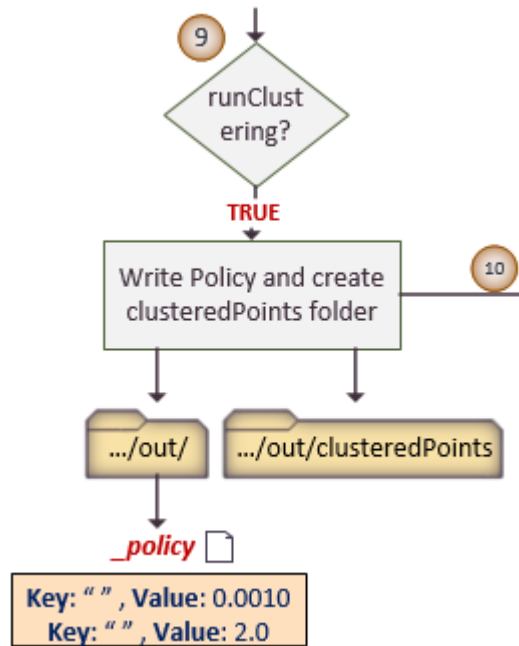 9
runClust
ering?
TRUE
Write Policy and create
clusteredPoints folder
10
.../out/
.../out/clusteredPoints
_policy
Key: “ ” , Value: 0.0010
Key: “ ” , Value: 2.0